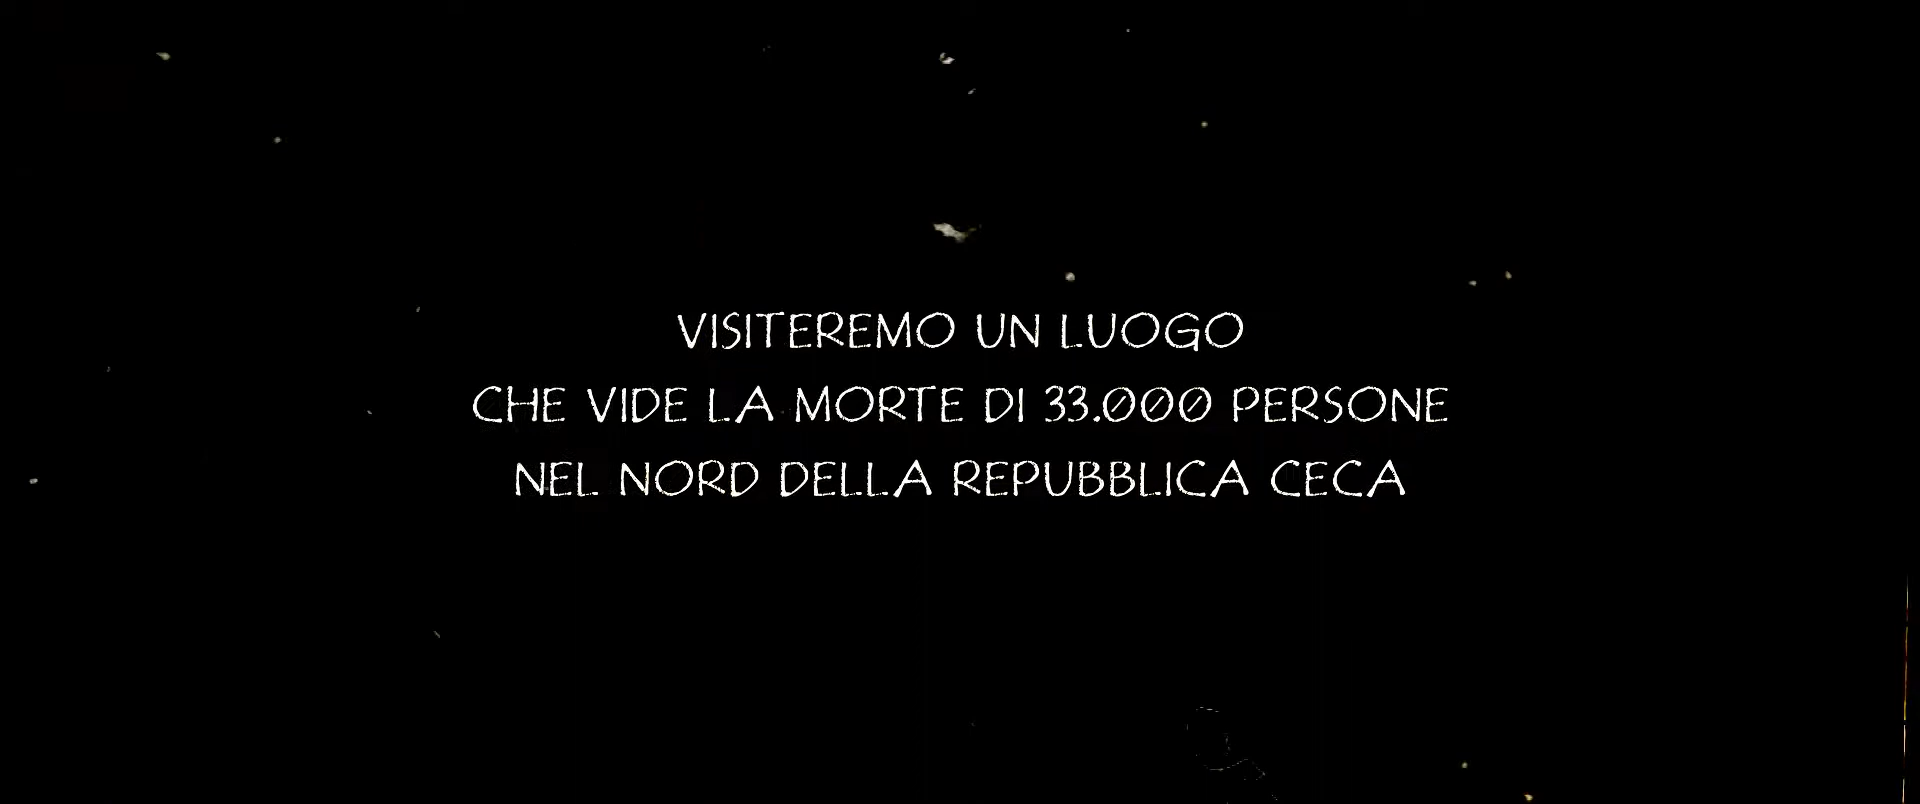 VISITEREMO UN LUOGO
CHE VIDE LA MORTE DI 33.000 PERSONE
NEL NORD DELLA REPUBBLICA CECA